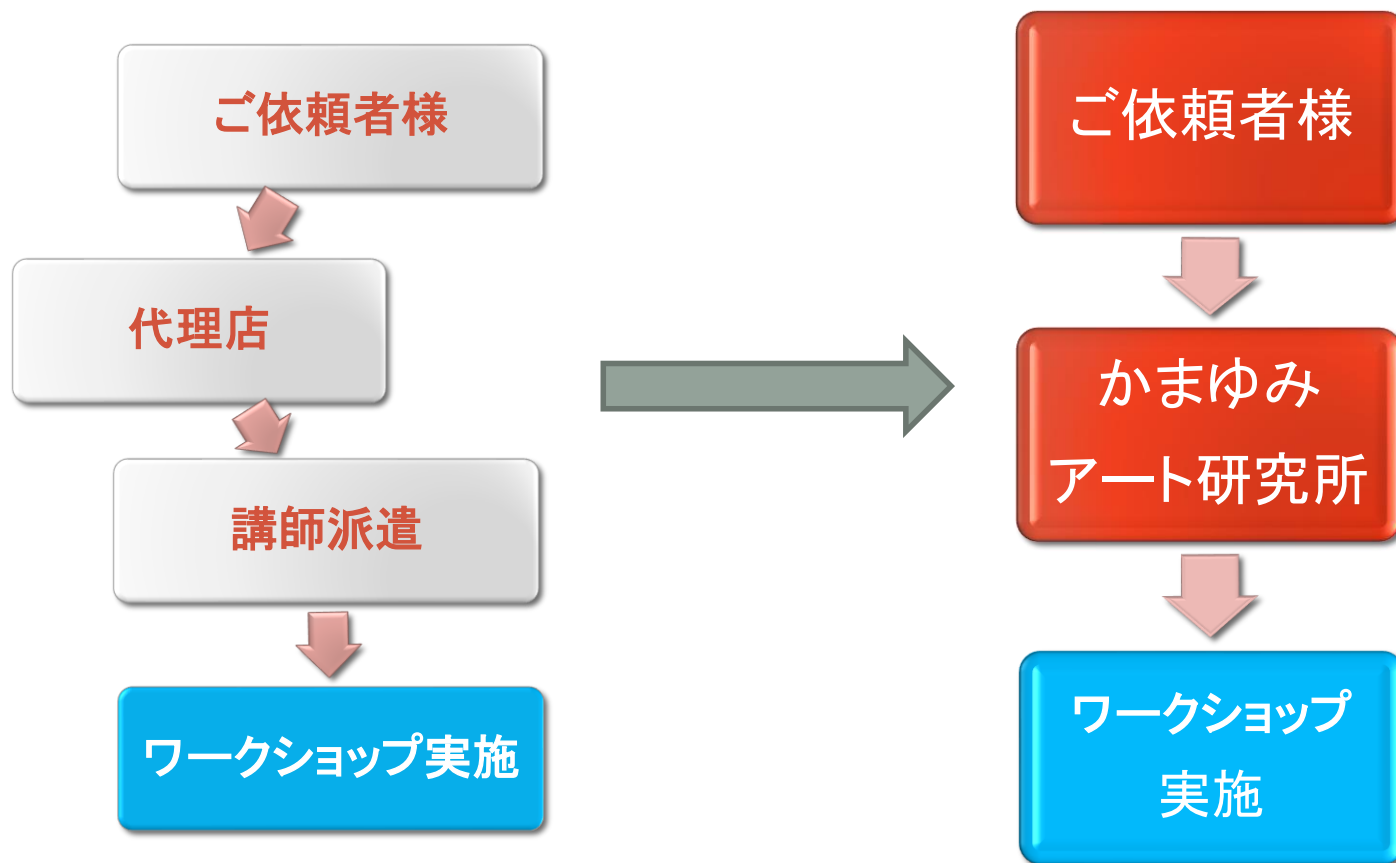 ご依頼者様
代理店
講師派遣
ワークショップ実施
ご依頼者様
かまゆみ
アート研究所
ワークショップ
実施